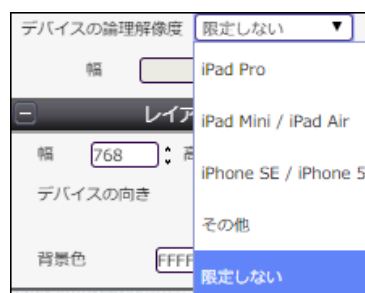 デバイスの論理解像度 限定しない ▼
幅
iPad Pro
レイア
iPad Mini / iPad Air
幅 768
iPhone SE / iPhone 5
デバイスの向き
その他
背景色 FFFF
限定しない